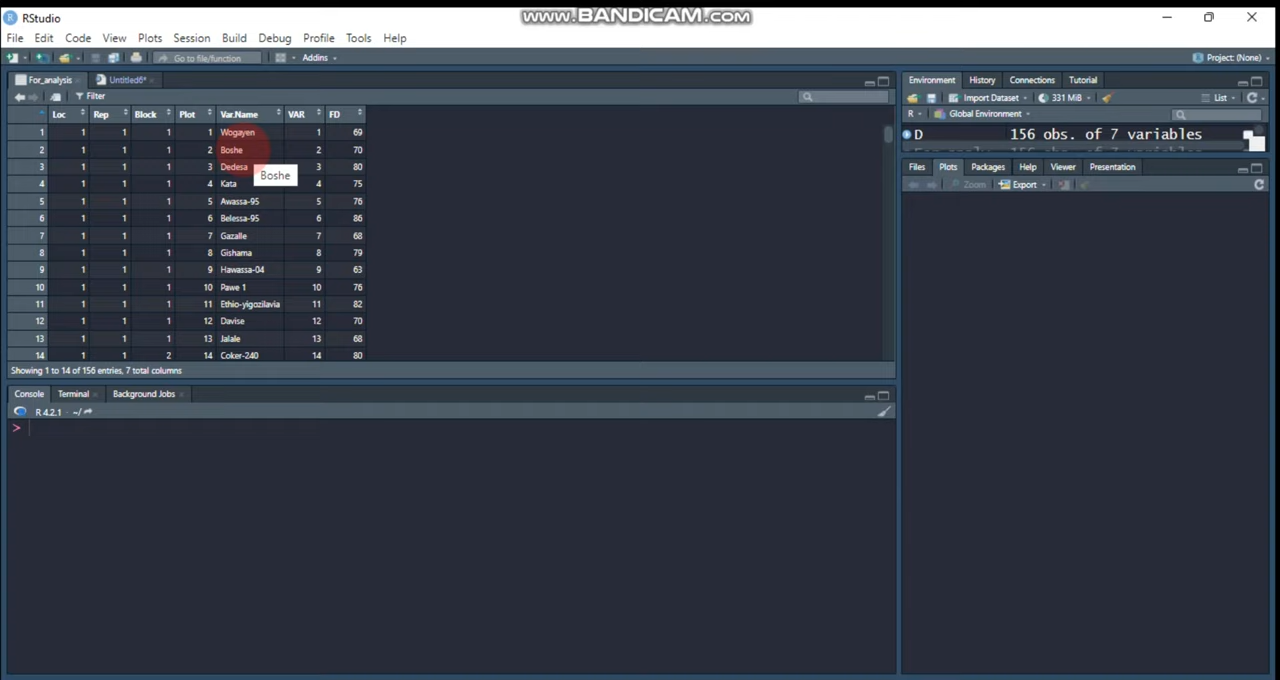 RStudio
www.BANDICAM.com
File Edit Code View Plots Session Build Debug Profile Tools Help
Go to file/function Addins Project: (None)
For_analysis Untitled6*
Filter
Loc Rep Block Plot Var.Name VAR FD
1 1 1 1 1 Wogayen 1 69
2 1 1 1 2 Boshe 2 70
3 1 1 1 3 Dedesa 80
Boshe
4 1 1 1 4 Kata 4 75
5 1 1 1 5 Awassa-95 5 76
6 1 1 1 6 Belessa-95 6 86
7 1 1 1 7 Gazalle 7 68
8 1 1 1 8 Gishama 8 79
9 1 1 1 9 Hawassa-04 9 63
10 1 1 1 10 Pawe 1 10 76
11 1 1 1 11 Ethio-yigozilavia 11 82
12 1 1 1 12 Davise 12 70
13 1 1 1 13 Jalale 13 68
14 1 1 2 14 Coker-240 14 80
Showing 1 to 14 of 156 entries, 7 total columns
Console Terminal Background Jobs
R 4.2.1 · ~/
>
Environment History Connections Tutorial
Import Dataset 331 MiB List
R Global Environment
D 156 obs. of 7 variables
Files Plots Packages Help Viewer Presentation
Zoom Export